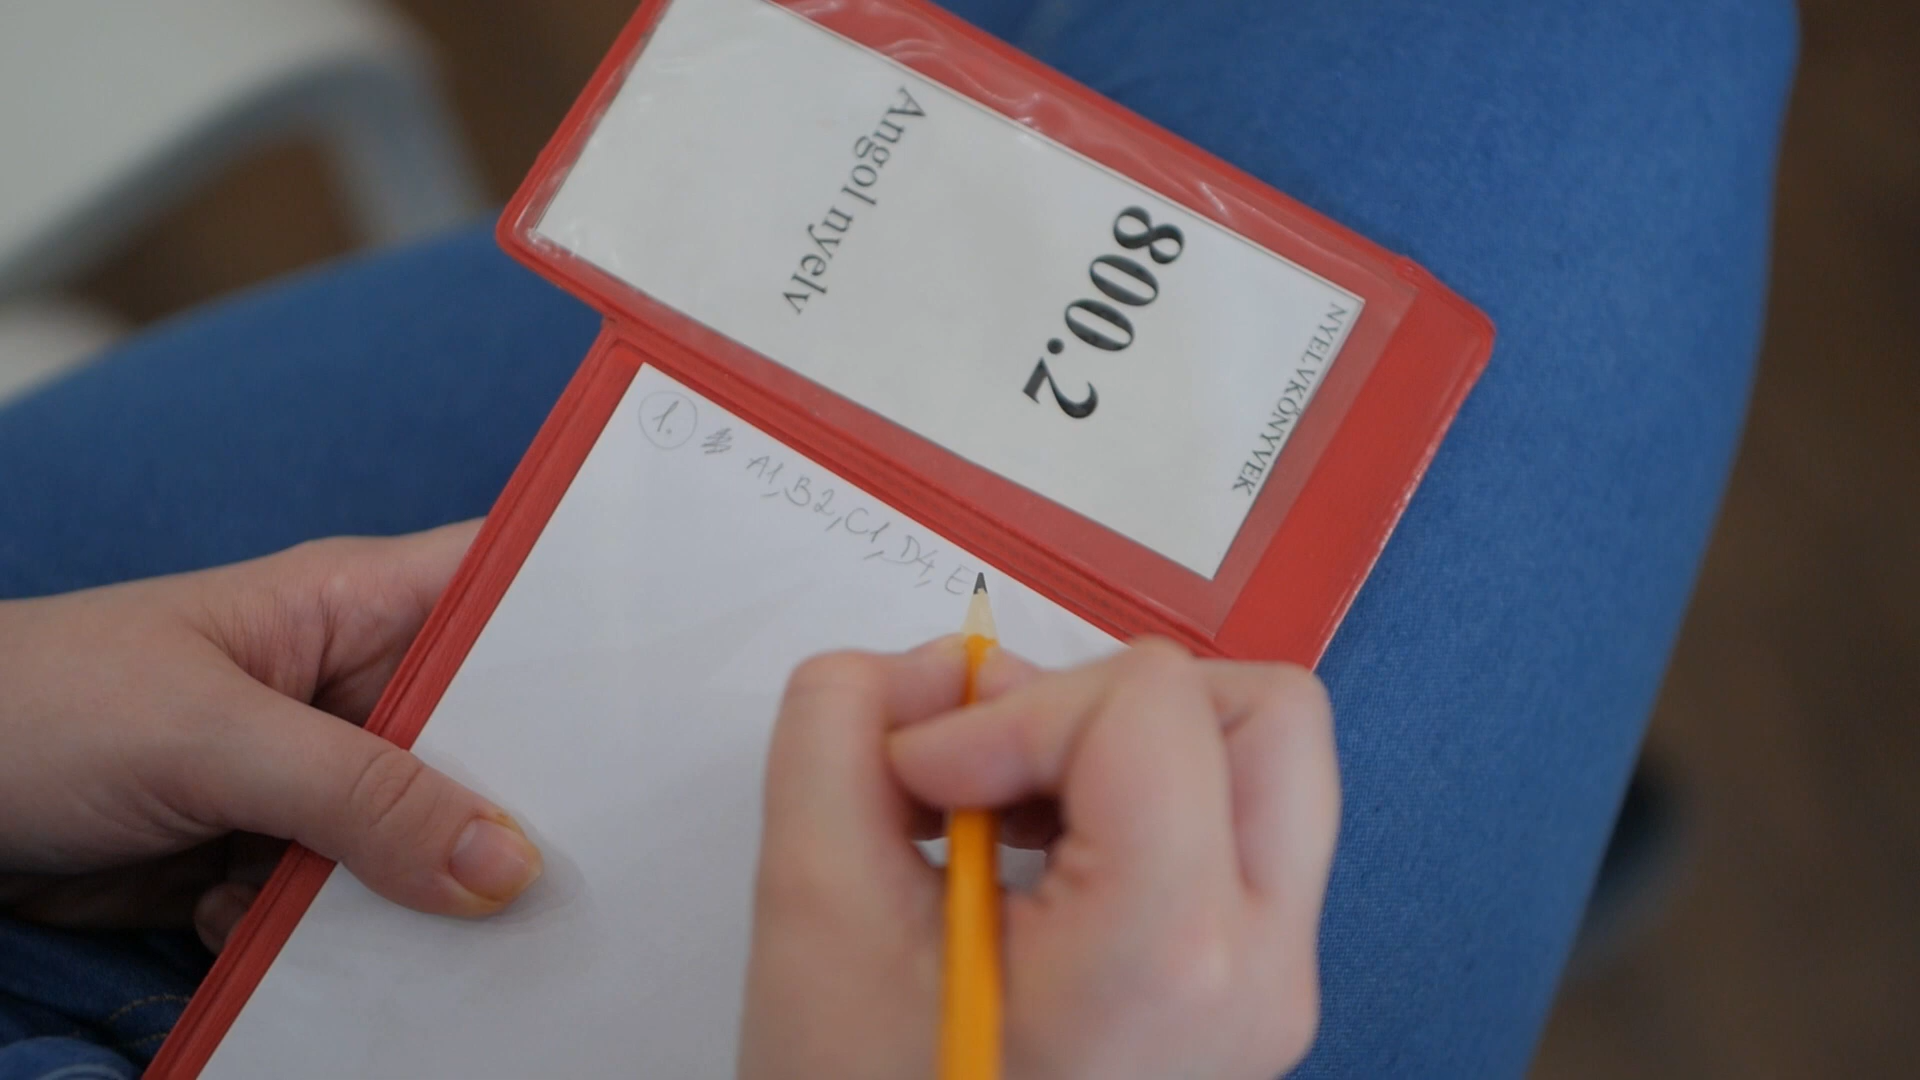 NYELVKÖNYVEK
800.2
Angol nyelv
1. A1, B2, C1, D4, E